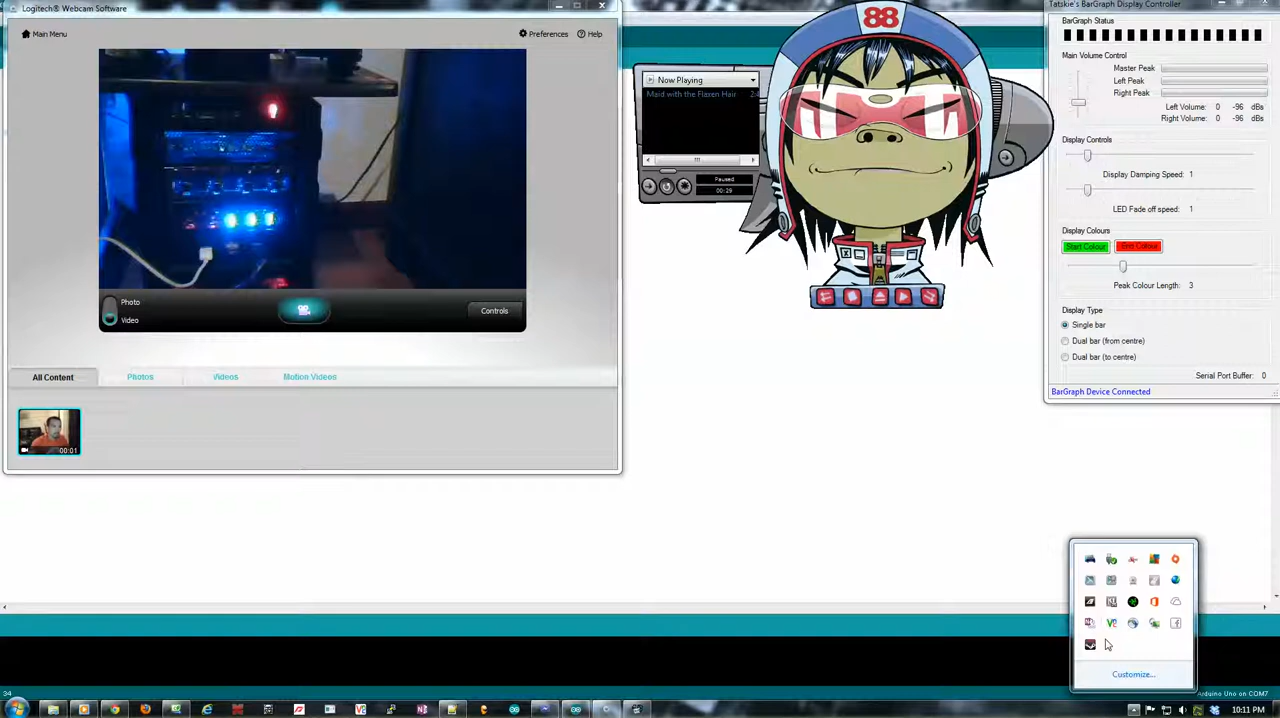 Logitech® Webcam Software
Main Menu
Preferences
Help
Photo
Video
Controls
All Content
Photos
Videos
Motion Videos
00:01
88
Now Playing
Maid with the Flaxen Hair
Paused
00:29
Tatskie's BarGraph Display Controller
BarGraph Status
Main Volume Control
Master Peak
Left Peak
Right Peak
Left Volume: 0 -96 dBs
Right Volume: 0 -96 dBs
Display Controls
Display Damping Speed: 1
LED Fade off speed: 1
Display Colours
Start Colour
End Colour
Peak Colour Length: 3
Display Type
Single bar
Dual bar (from centre)
Dual bar (to centre)
Serial Port Buffer: 0
BarGraph Device Connected
Customize...
34
Arduino Uno on COM7
10:11 PM